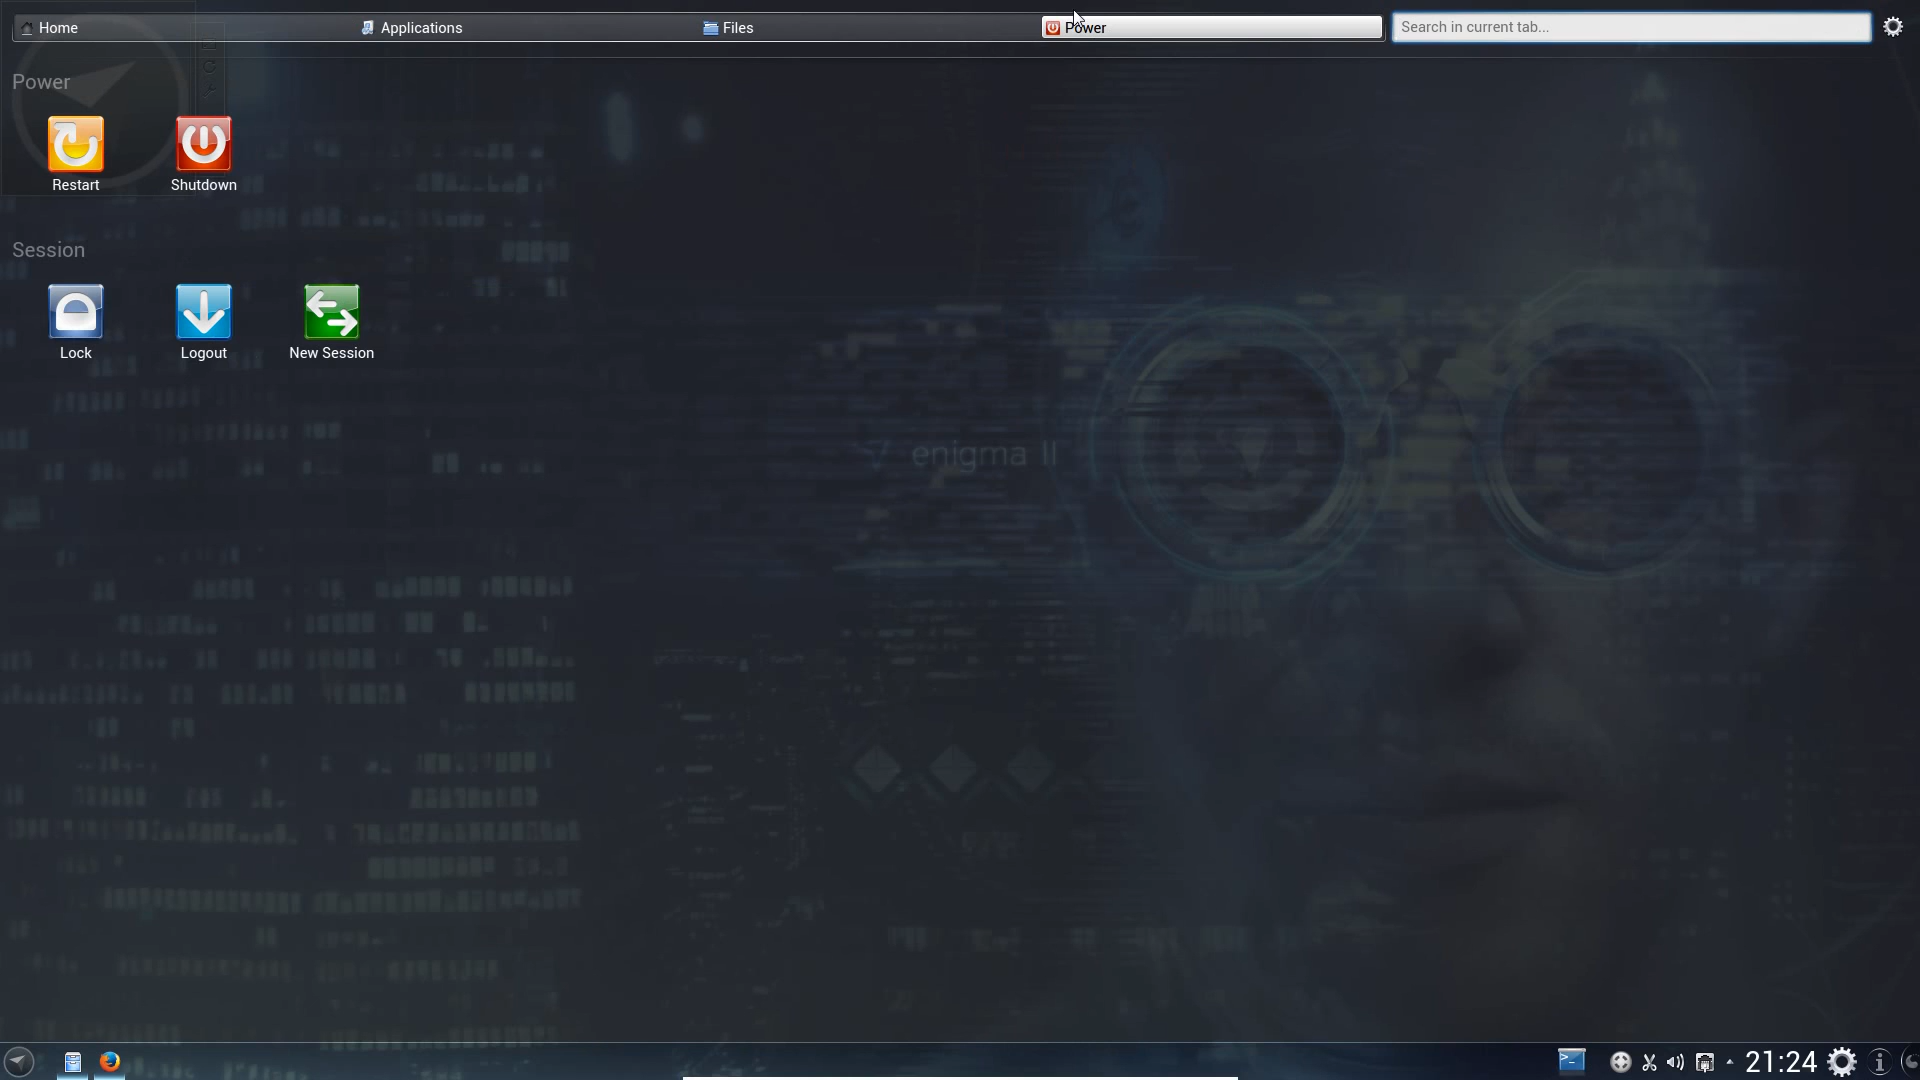 Home
Applications
Files
Power
Search in current tab...
Power
Restart
Shutdown
Session
Lock
Logout
New Session
enigma II
21:24